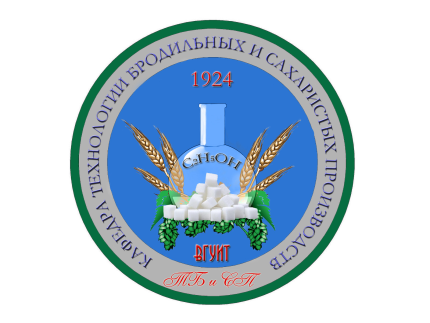 КАФЕДРА ТЕХНОЛОГИИ БРОДИЛЬНЫХ И САХАРИСТЫХ ПРОИЗВОДСТВ
1924
C₂H₅OH
ВГУИТ
ТБ и СП